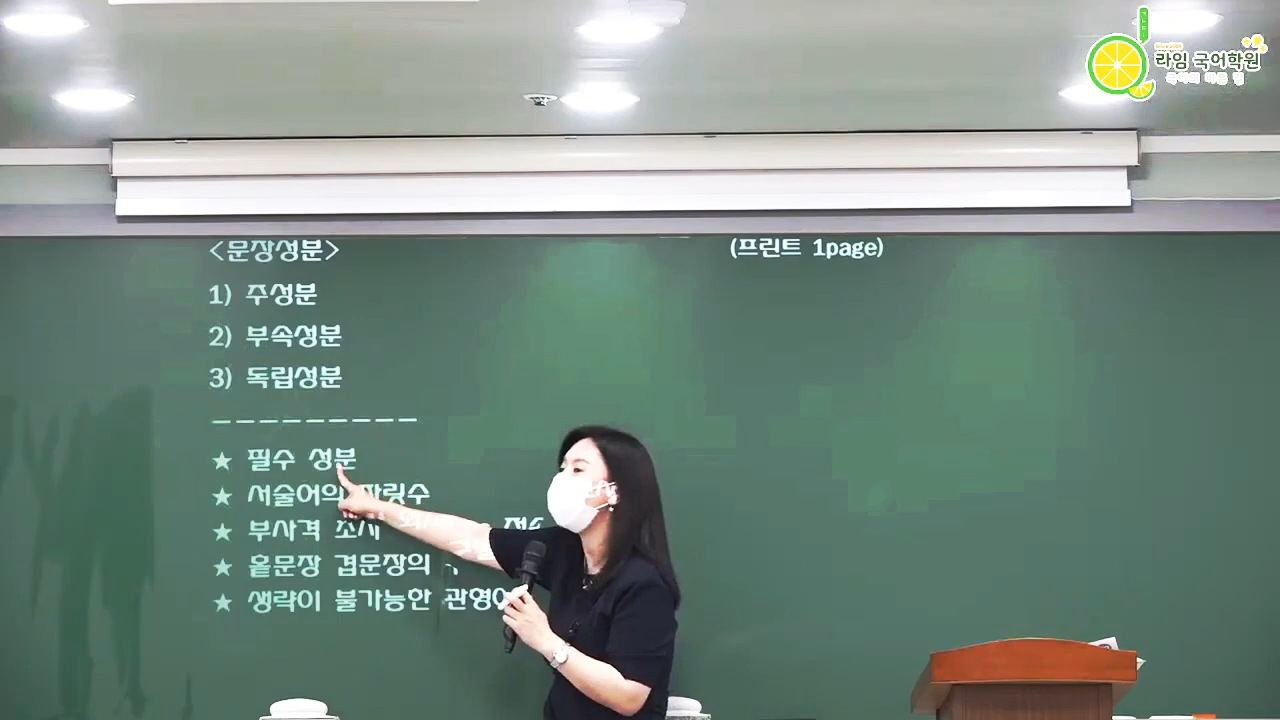 라임 국어학원
<문장성분>
(프린트 1page)
1) 주성분
2) 부속성분
3) 독립성분
---------
★ 필수 성분
★ 서술어의 자릿수
★ 부사격 조사
★ 홑문장 겹문장의
★ 생략이 불가능한